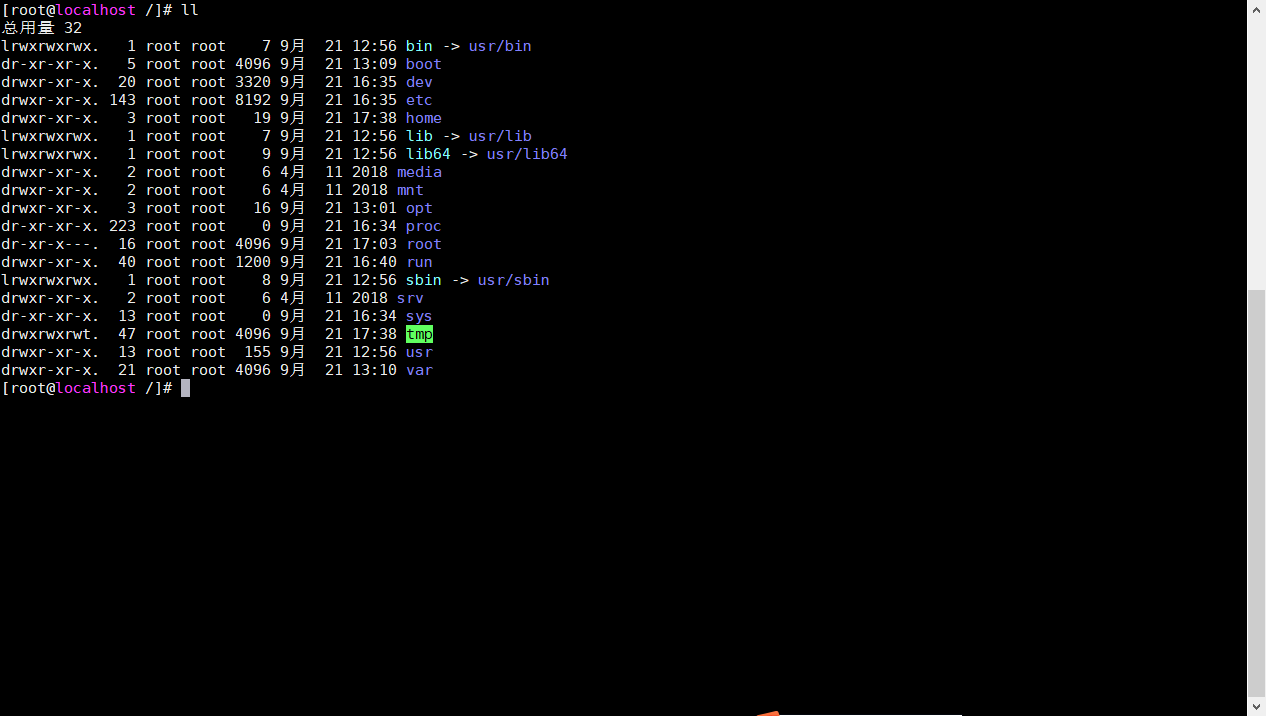 [root@localhost /]# ll
总用量 32
lrwxrwxrwx.   1 root root    7 9月  21 12:56 bin -> usr/bin
dr-xr-xr-x.   5 root root 4096 9月  21 13:09 boot
drwxr-xr-x.  20 root root 3320 9月  21 16:35 dev
drwxr-xr-x. 143 root root 8192 9月  21 16:35 etc
drwxr-xr-x.   3 root root   19 9月  21 17:38 home
lrwxrwxrwx.   1 root root    7 9月  21 12:56 lib -> usr/lib
lrwxrwxrwx.   1 root root    9 9月  21 12:56 lib64 -> usr/lib64
drwxr-xr-x.   2 root root    6 4月  11 2018 media
drwxr-xr-x.   2 root root    6 4月  11 2018 mnt
drwxr-xr-x.   3 root root   16 9月  21 13:01 opt
dr-xr-xr-x. 223 root root    0 9月  21 16:34 proc
dr-xr-x---.  16 root root 4096 9月  21 17:03 root
drwxr-xr-x.  40 root root 1200 9月  21 16:40 run
lrwxrwxrwx.   1 root root    8 9月  21 12:56 sbin -> usr/sbin
drwxr-xr-x.   2 root root    6 4月  11 2018 srv
dr-xr-xr-x.  13 root root    0 9月  21 16:34 sys
drwxrwxrwt.  47 root root 4096 9月  21 17:38 tmp
drwxr-xr-x.  13 root root  155 9月  21 12:56 usr
drwxr-xr-x.  21 root root 4096 9月  21 13:10 var
[root@localhost /]#